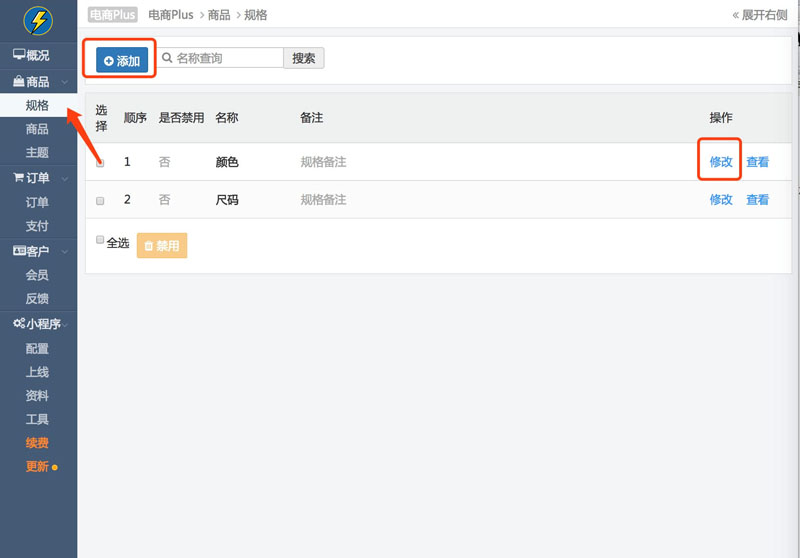 电商Plus 电商Plus 商品 规格 « 展开右侧
概况
商品
规格
商品
主题
订单
订单
支付
客户
会员
反馈
小程序
配置
上线
资料
工具
续费
更新
添加 名称查询 搜索
选择 顺序 是否禁用 名称 备注 操作
1 否 颜色 规格备注 修改 查看
2 否 尺码 规格备注 修改 查看
全选 禁用